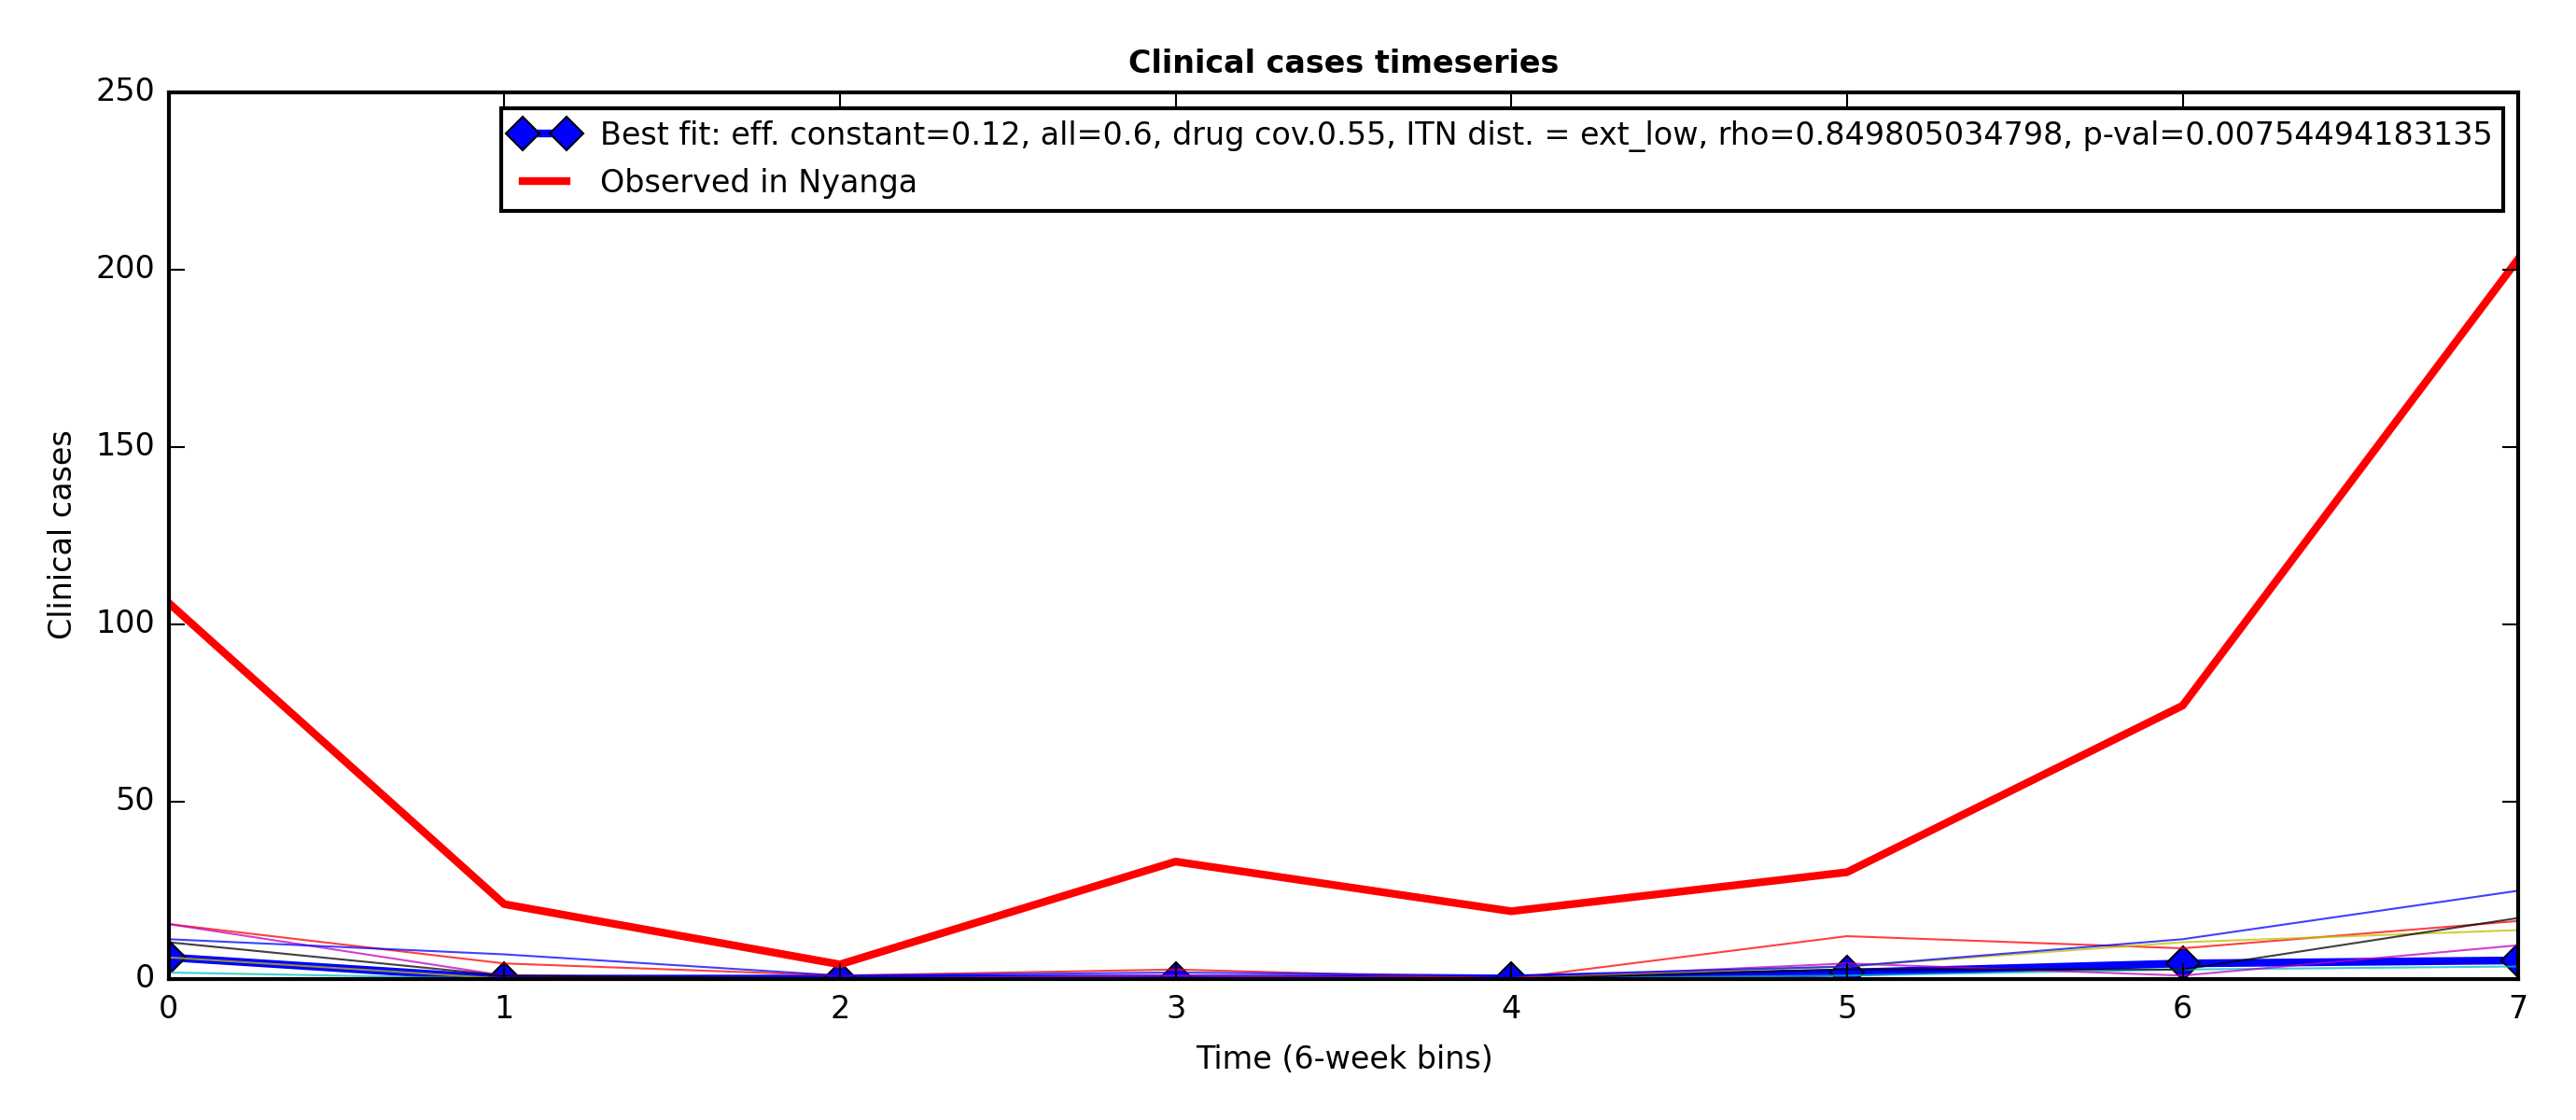 Clinical cases timeseries
250
200
150
100
50
0
Clinical cases
Best fit: eff. constant=0.12, all=0.6, drug cov.0.55, ITN dist. = ext_low, rho=0.849805034798, p-val=0.00754494183135
Observed in Nyanga
0 1 2 3 4 5 6 7
Time (6-week bins)